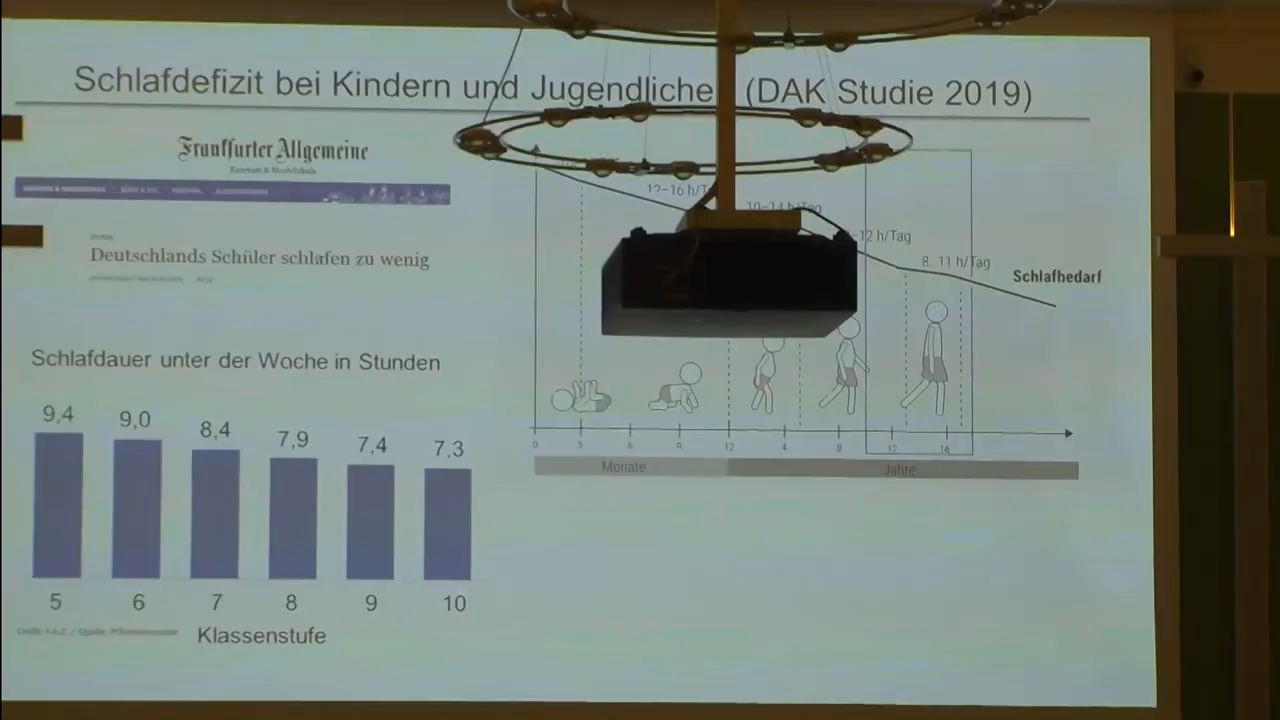 Schlafdefizit bei Kindern und Jugendliche (DAK Studie 2019)
Frankfurter Allgemeine
Deutschlands Schüler schlafen zu wenig
Schlafdauer unter der Woche in Stunden
9,4 9,0 8,4 7,9 7,4 7,3
5 6 7 8 9 10
Klassenstufe
12–16 h/T
10–14 h/Tag
–12 h/Tag
8 11 h/Tag
Schlafbedarf
0 3 6 9 12 4 8 12 16
Monate Jahre